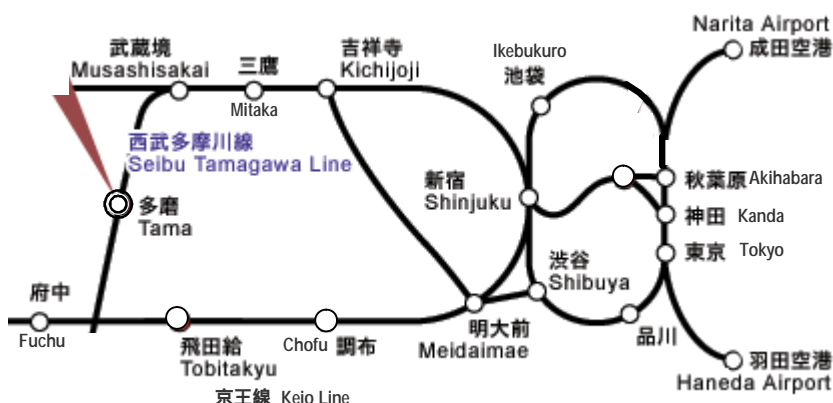 Narita Airport
成田空港
武蔵境
Musashisakai
三鷹
Mitaka
吉祥寺
Kichijoji
Ikebukuro
池袋
西武多摩川線
Seibu Tamagawa Line
多磨
Tama
新宿
Shinjuku
秋葉原 Akihabara
神田 Kanda
東京 Tokyo
渋谷
Shibuya
府中
Fuchu
飛田給
Tobitakyu
Chofu 調布
明大前
Meidaimae
品川
羽田空港
Haneda Airport
京王線 Keio Line